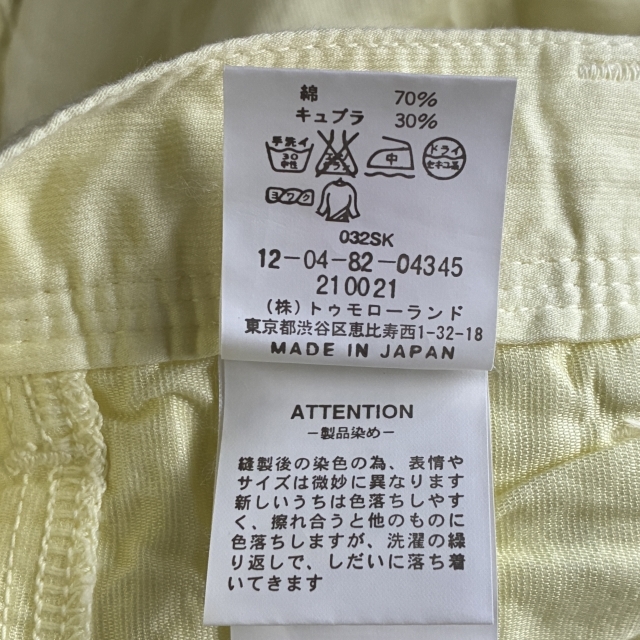 綿 70%
キュプラ 30%
手洗イ
30
中性
中
ドライ
セキユ系
ヨワク
032SK
12-04-82-04345
210021
(株)トゥモローランド
東京都渋谷区恵比寿西1-32-18
MADE IN JAPAN
ATTENTION
-製品染め-
縫製後の染色の為、表情や
サイズは微妙に異なります
新しいうちは色落ちしやす
く、擦れ合うと他のものに
色落ちしますが、洗濯の繰
り返しで、しだいに落ち着
いてきます